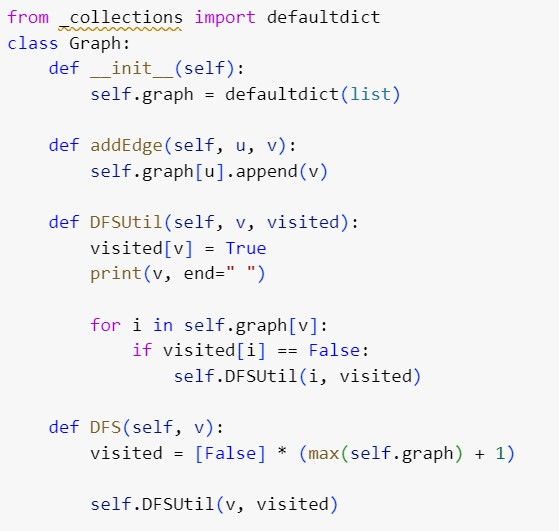 from _collections import defaultdict
class Graph:
    def __init__(self):
        self.graph = defaultdict(list)

    def addEdge(self, u, v):
        self.graph[u].append(v)

    def DFSUtil(self, v, visited):
        visited[v] = True
        print(v, end=" ")

        for i in self.graph[v]:
            if visited[i] == False:
                self.DFSUtil(i, visited)

    def DFS(self, v):
        visited = [False] * (max(self.graph) + 1)

        self.DFSUtil(v, visited)